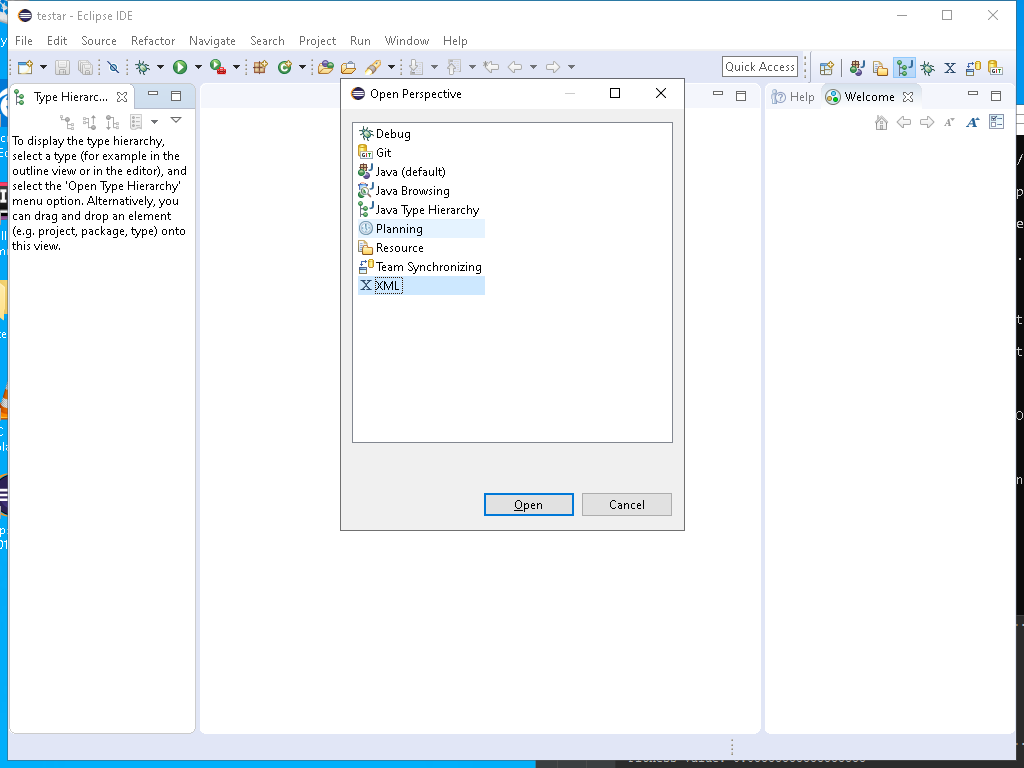 testar - Eclipse IDE
File Edit Source Refactor Navigate Search Project Run Window Help
Quick Access
Type Hierarc...
Open Perspective
Help
Welcome
To display the type hierarchy,
select a type (for example in the
outline view or in the editor), and
select the 'Open Type Hierarchy'
menu option. Alternatively, you
can drag and drop an element
(e.g. project, package, type) onto
this view.
Debug
Git
Java (default)
Java Browsing
Java Type Hierarchy
Planning
Resource
Team Synchronizing
XML
Open
Cancel